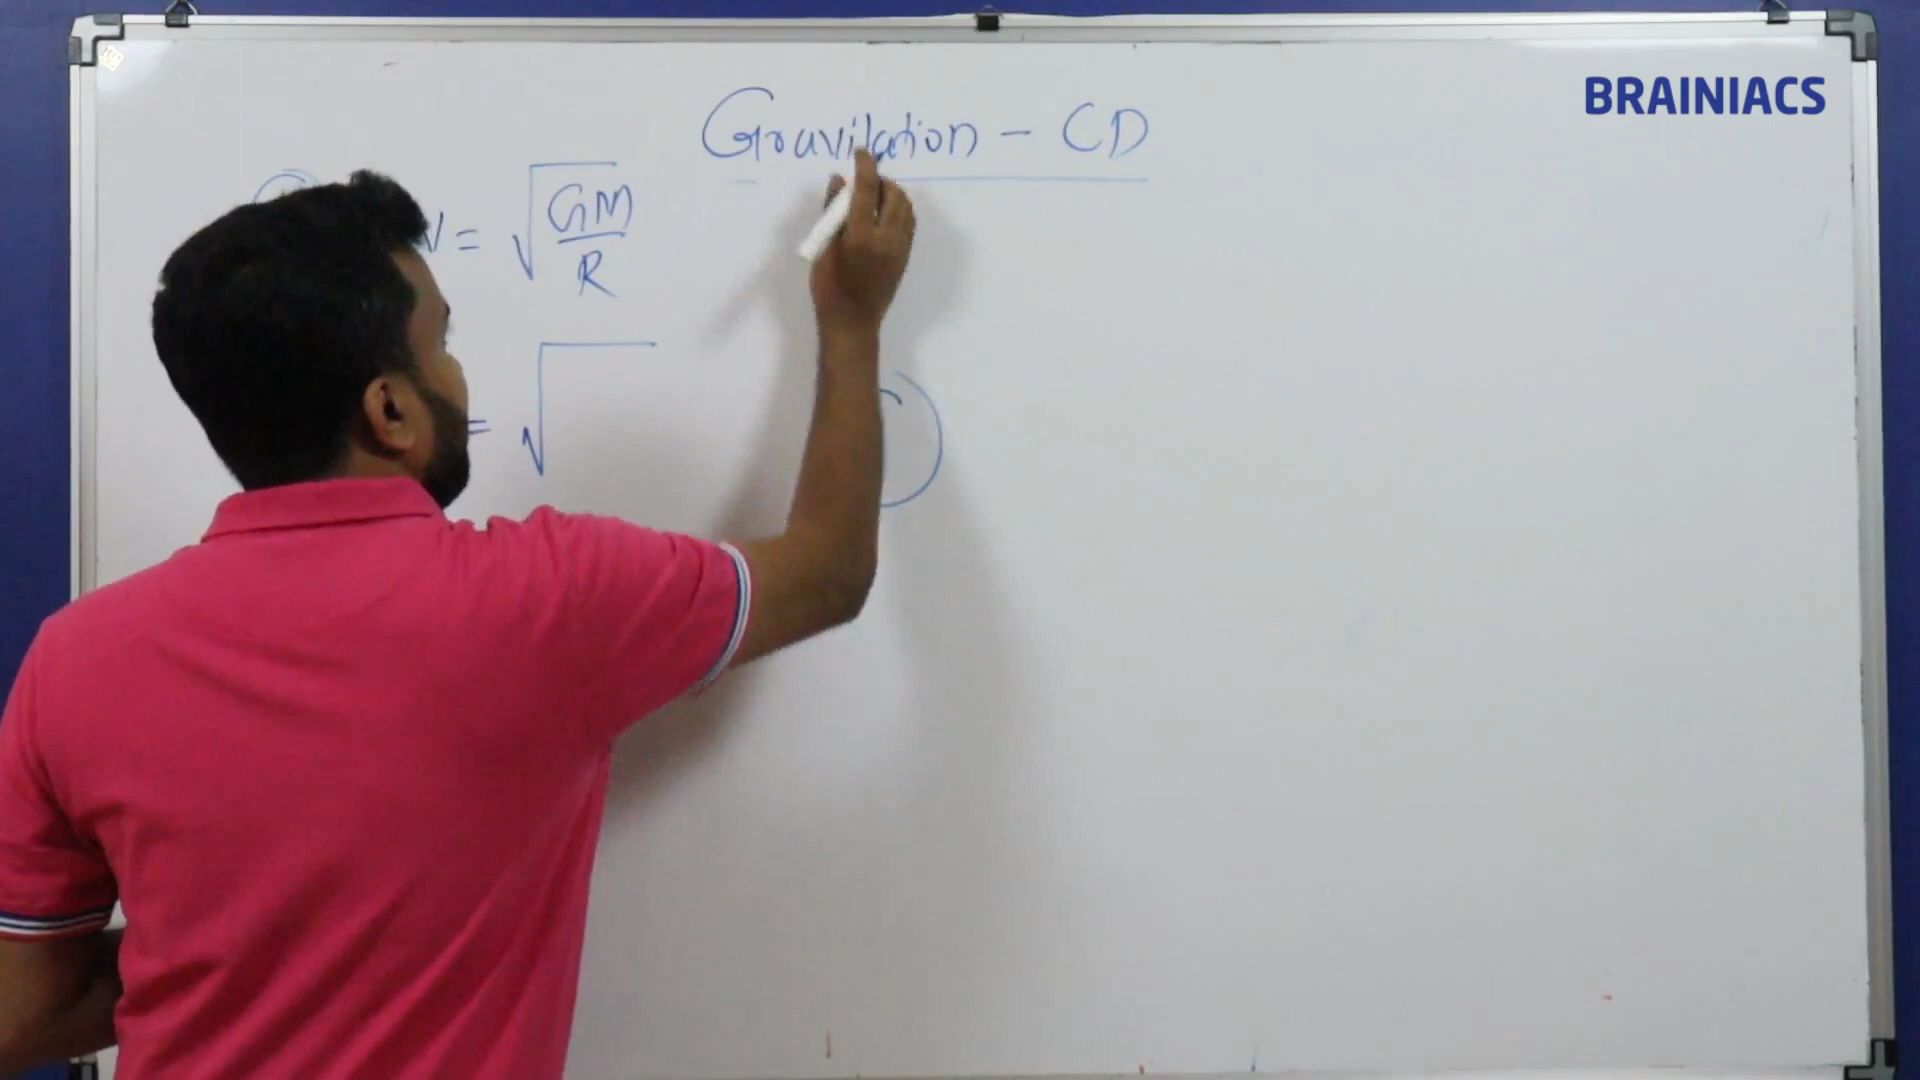 BRAINIACS
Gravitation - CD
V = √GM/R
= √